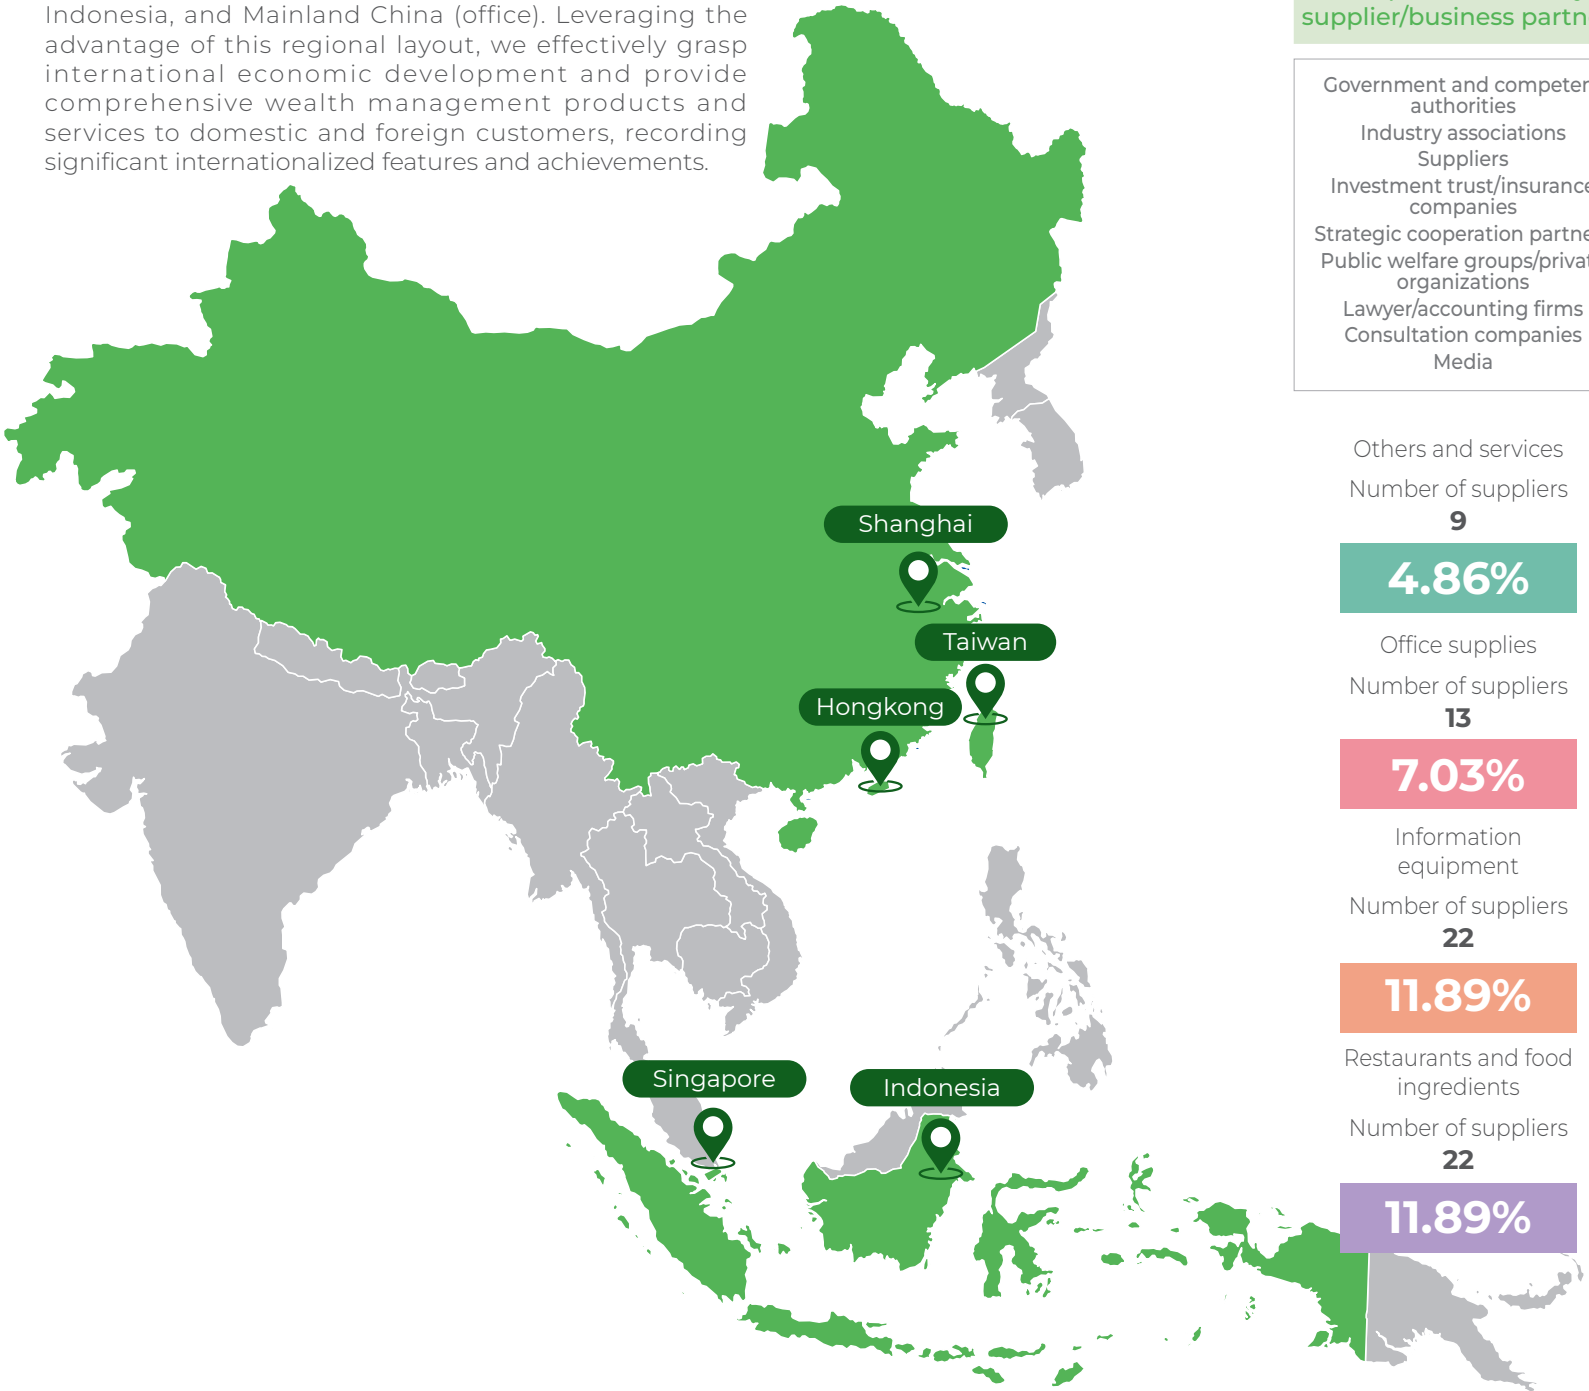 Indonesia, and Mainland China (office). Leveraging the
advantage of this regional layout, we effectively grasp
international economic development and provide
comprehensive wealth management products and
services to domestic and foreign customers, recording
significant internationalized features and achievements.
Shanghai
Taiwan
Hongkong
Singapore
Indonesia
supplier/business partn
Government and competen
authorities
Industry associations
Suppliers
Investment trust/insurance
companies
Strategic cooperation partne
Public welfare groups/privat
organizations
Lawyer/accounting firms
Consultation companies
Media
Others and services
Number of suppliers
9
4.86%
Office supplies
Number of suppliers
13
7.03%
Information
equipment
Number of suppliers
22
11.89%
Restaurants and food
ingredients
Number of suppliers
22
11.89%